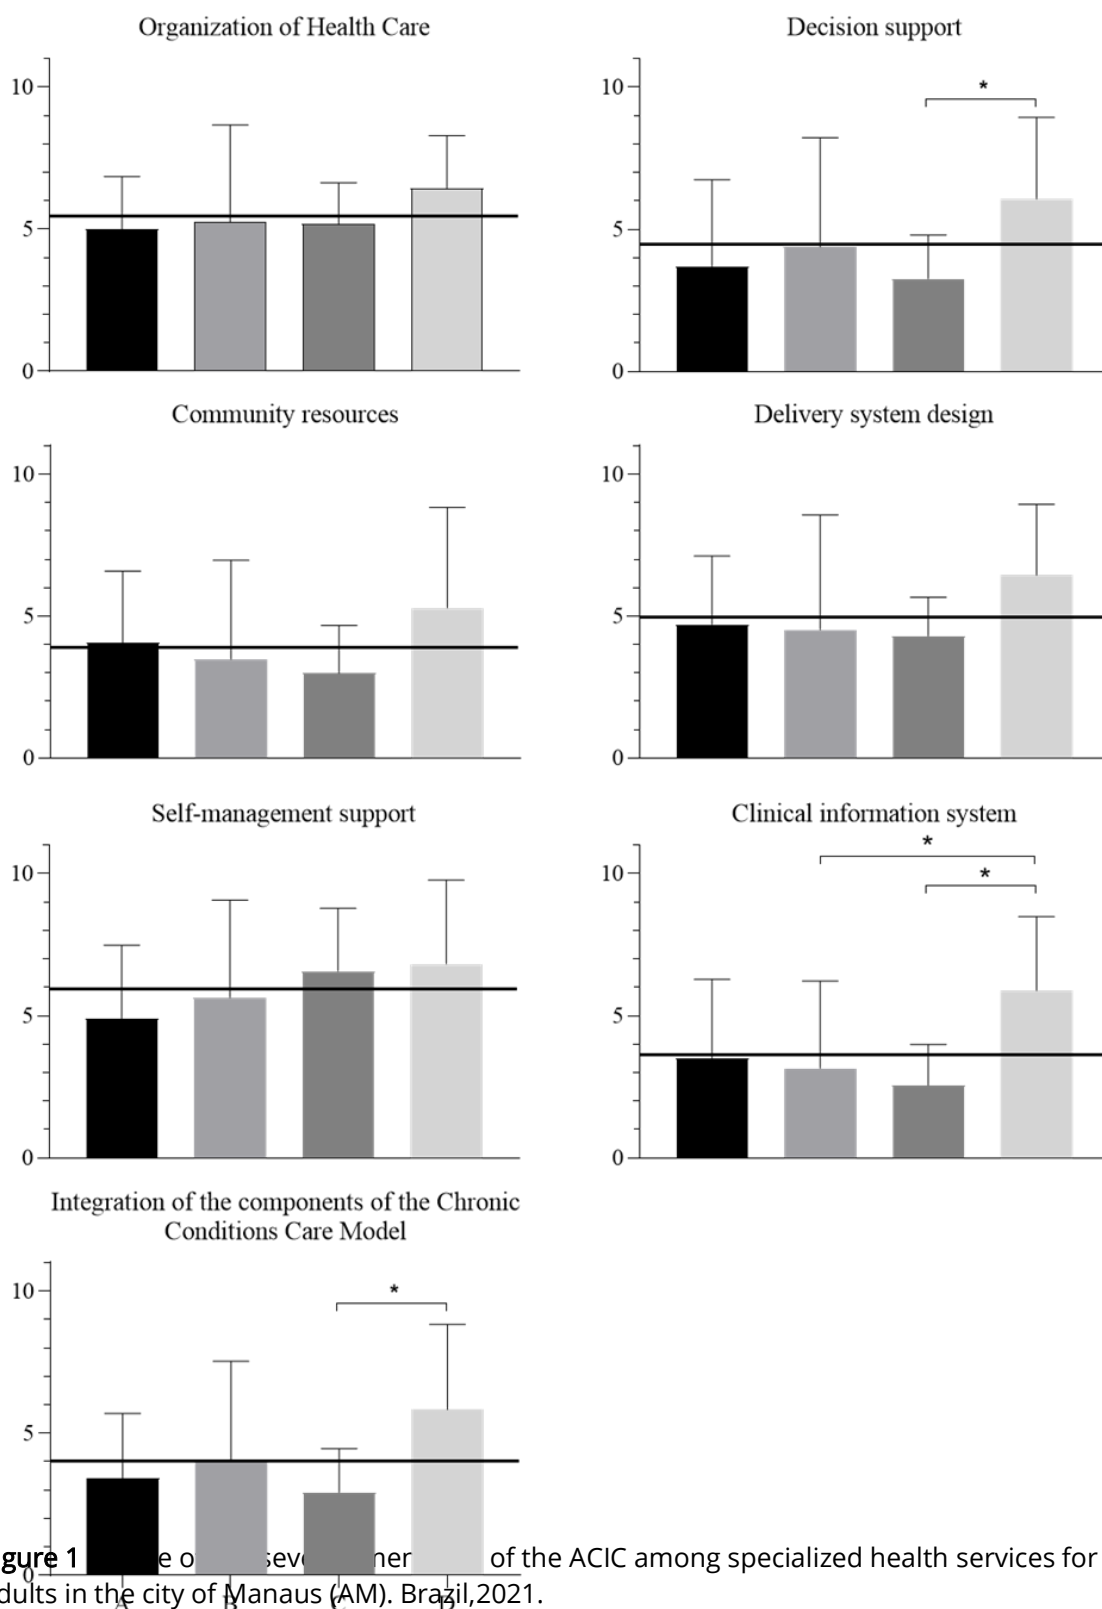 Organization of Health Care
10
5
0
Decision support
10
5
0
*
Community resources
10
5
0
Delivery system design
10
5
0
Self-management support
10
5
0
Clinical information system
10
5
0
*
*
Integration of the components of the Chronic
Conditions Care Model
10
5
0
*
A B C D
gure 1 of the ACIC among specialized health services for
dults in the city of Manaus (AM). Brazil,2021.